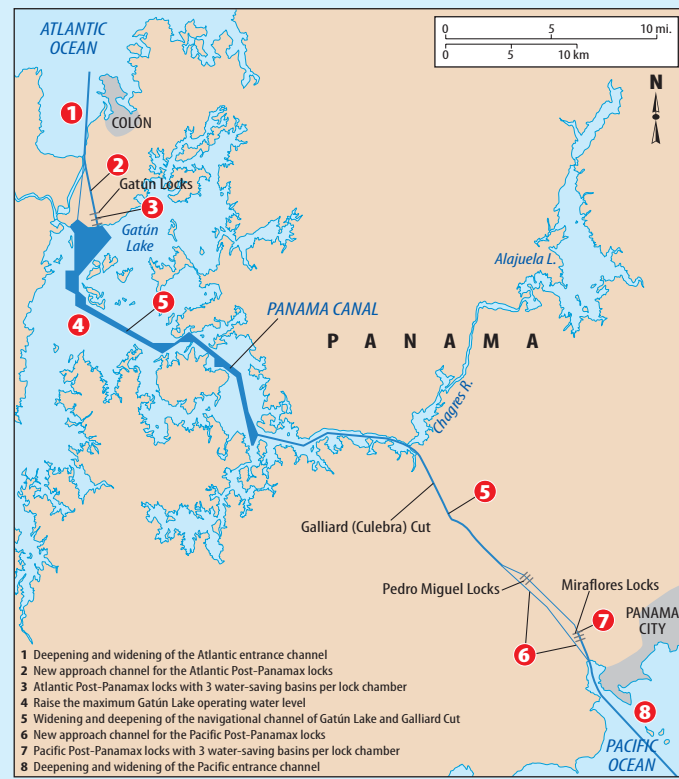 ATLANTIC
OCEAN
0 5 10 mi.
0 5 10 km
N
1
COLÓN
2
Gatún Locks
3
Gatún
Lake
Alajuela L.
5
4
PANAMA CANAL
PANAMA
Chagres R.
5
Galliard (Culebra) Cut
Pedro Miguel Locks
Miraflores Locks
7
PANAMA
CITY
6
8
PACIFIC
OCEAN
1 Deepening and widening of the Atlantic entrance channel
2 New approach channel for the Atlantic Post-Panamax locks
3 Atlantic Post-Panamax locks with 3 water-saving basins per lock chamber
4 Raise the maximum Gatún Lake operating water level
5 Widening and deepening of the navigational channel of Gatún Lake and Galliard Cut
6 New approach channel for the Pacific Post-Panamax locks
7 Pacific Post-Panamax locks with 3 water-saving basins per lock chamber
8 Deepening and widening of the Pacific entrance channel